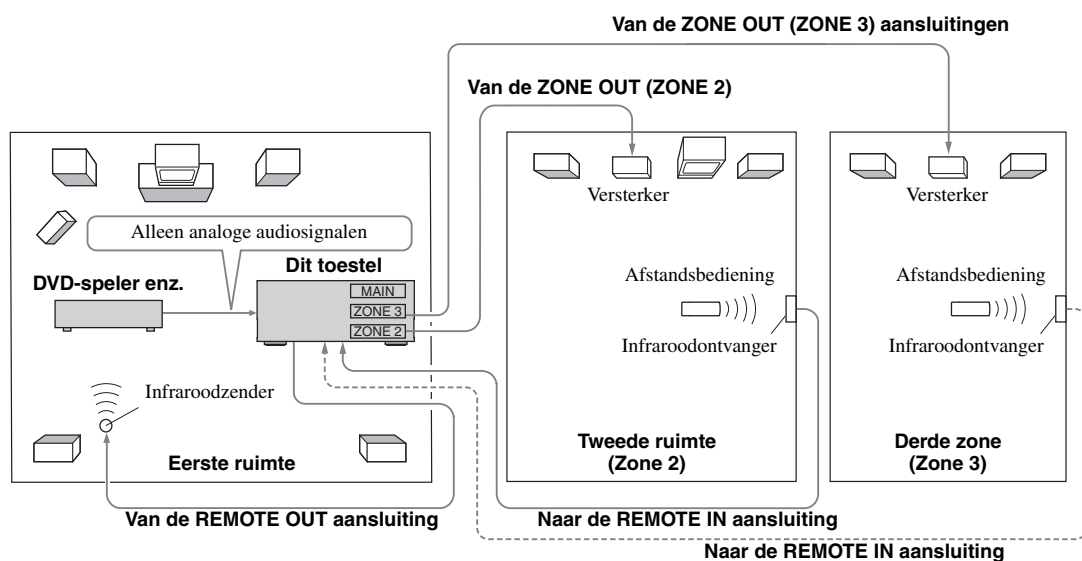 Van de ZONE OUT (ZONE 3) aansluitingen
Van de ZONE OUT (ZONE 2)
Versterker
Versterker
Alleen analoge audiosignalen
Dit toestel
DVD-speler enz.
MAIN
ZONE 3
ZONE 2
Afstandsbediening
Afstandsbediening
Infraroodontvanger
Infraroodontvanger
Infraroodzender
Eerste ruimte
Tweede ruimte
(Zone 2)
Derde zone
(Zone 3)
Van de REMOTE OUT aansluiting
Naar de REMOTE IN aansluiting
Naar de REMOTE IN aansluiting